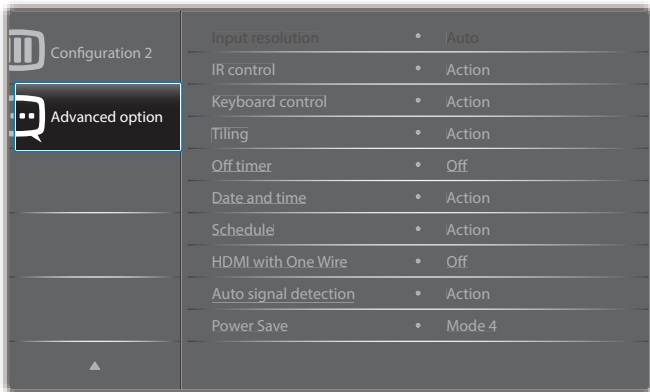 Configuration 2
Advanced option
Input resolution • Auto
IR control • Action
Keyboard control • Action
Tiling • Action
Off timer • Off
Date and time • Action
Schedule • Action
HDMI with One Wire • Off
Auto signal detection • Action
Power Save • Mode 4